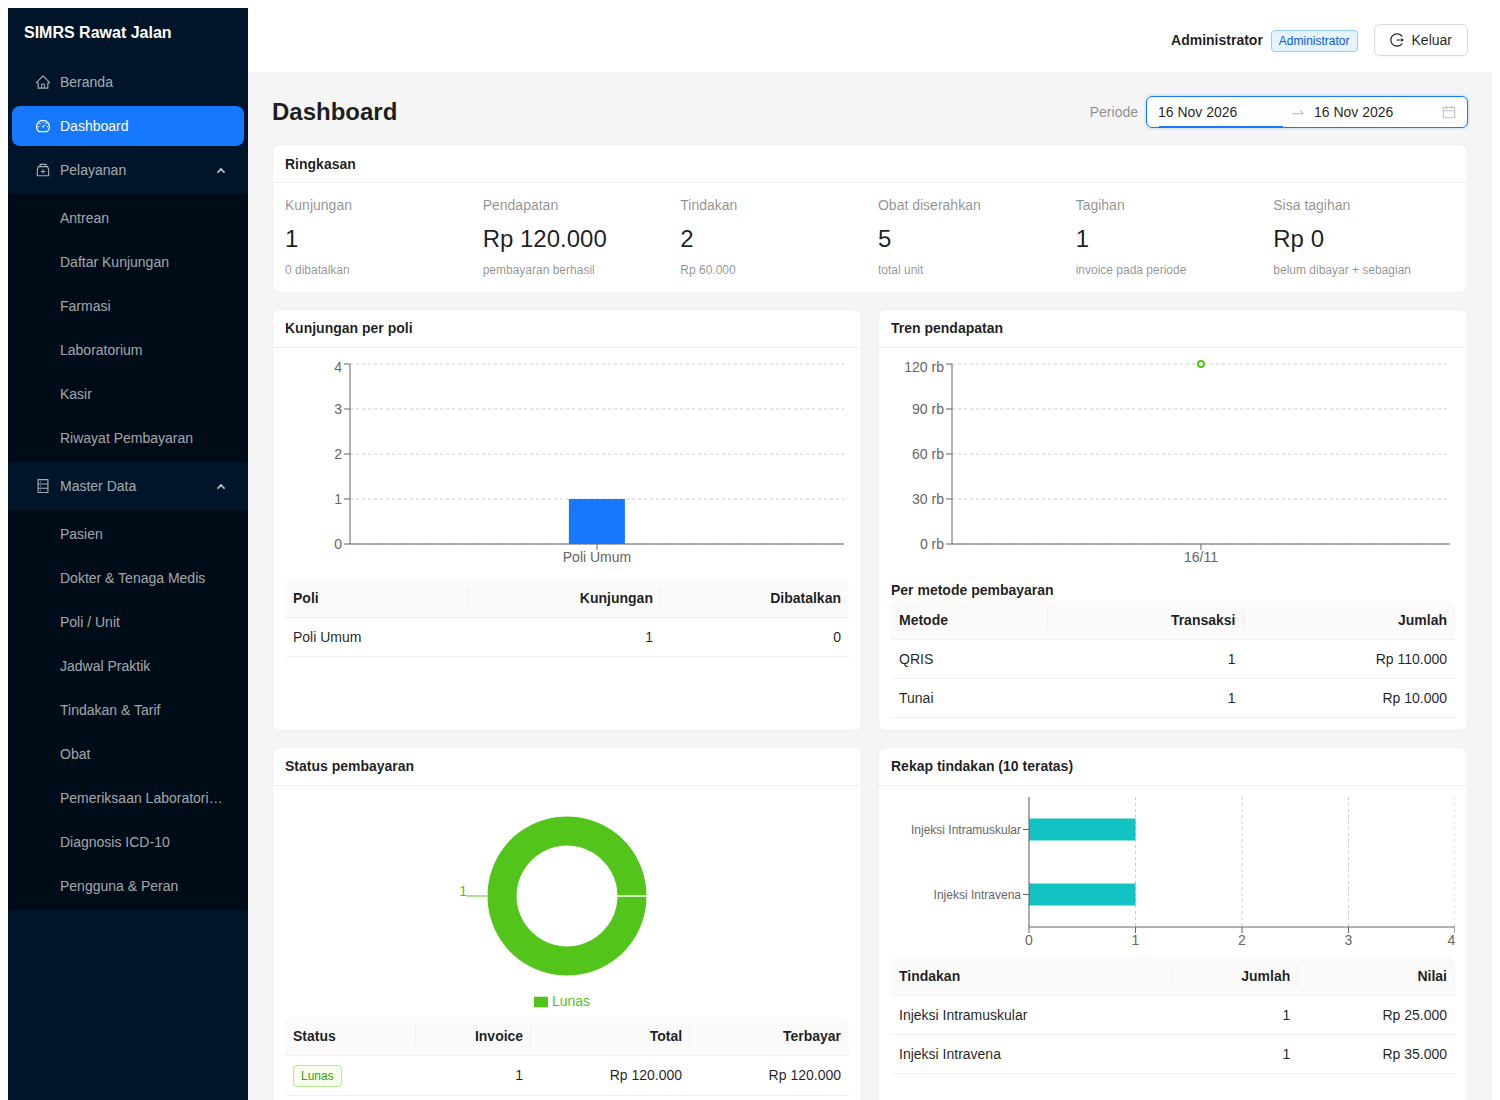 SIMRS Rawat Jalan
Beranda
Dashboard
Pelayanan
Antrean
Daftar Kunjungan
Farmasi
Laboratorium
Kasir
Riwayat Pembayaran
Master Data
Pasien
Dokter & Tenaga Medis
Poli / Unit
Jadwal Praktik
Tindakan & Tarif
Obat
Pemeriksaan Laboratori…
Diagnosis ICD-10
Pengguna & Peran
Administrator Administrator Keluar
Dashboard
Periode 16 Nov 2026 16 Nov 2026
Ringkasan
Kunjungan Pendapatan Tindakan Obat diserahkan Tagihan Sisa tagihan
1 Rp 120.000 2 5 1 Rp 0
0 dibatalkan pembayaran berhasil Rp 60.000 total unit invoice pada periode belum dibayar + sebagian
Kunjungan per poli
4
3
2
1
0
Poli Umum
Poli Kunjungan Dibatalkan
Poli Umum 1 0
Tren pendapatan
120 rb
90 rb
60 rb
30 rb
0 rb
16/11
Per metode pembayaran
Metode Transaksi Jumlah
QRIS 1 Rp 110.000
Tunai 1 Rp 10.000
Status pembayaran
1
Lunas
Status Invoice Total Terbayar
Lunas 1 Rp 120.000 Rp 120.000
Rekap tindakan (10 teratas)
Injeksi Intramuskular
Injeksi Intravena
0 1 2 3 4
Tindakan Jumlah Nilai
Injeksi Intramuskular 1 Rp 25.000
Injeksi Intravena 1 Rp 35.000